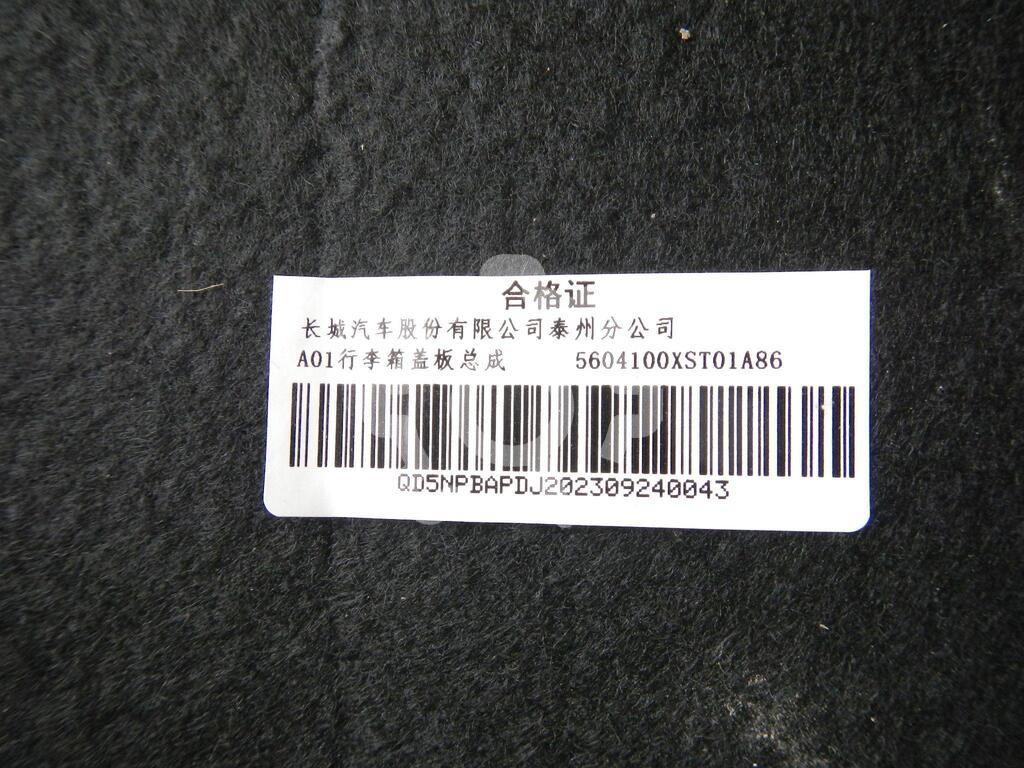 合格证
长城汽车股份有限公司泰州分公司
A01行李箱盖板总成 5604100XST01A86
QD5NPBAPDJ202309240043